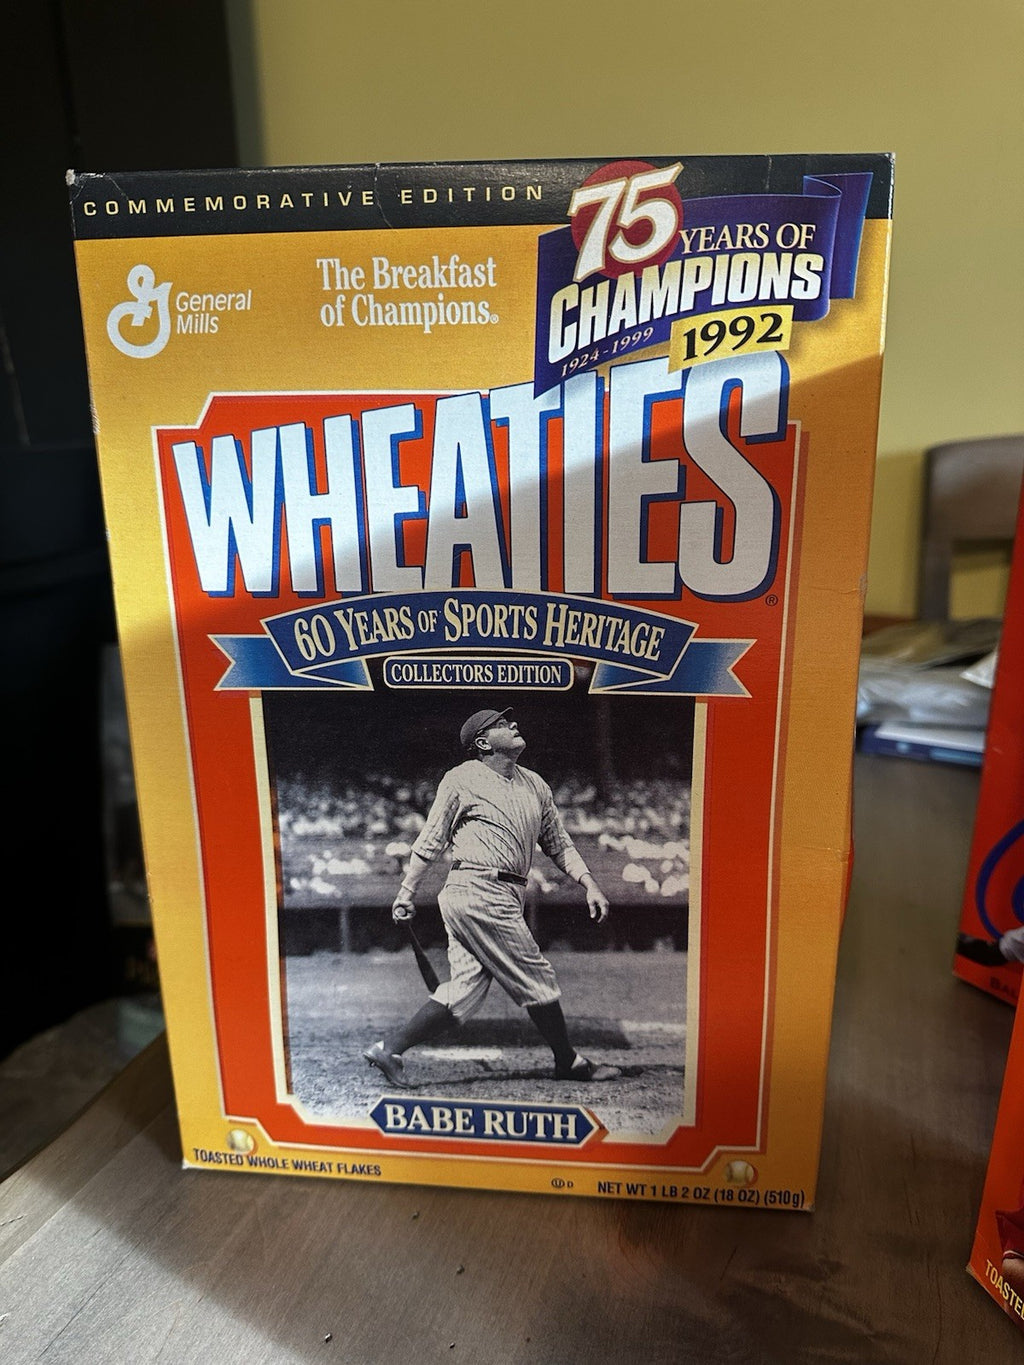 COMMEMORATIVE EDITION
75
YEARS OF
CHAMPIONS
1924-1999
1992
General
Mills
The Breakfast
of Champions®
WHEATIES®
60 YEARS OF SPORTS HERITAGE
COLLECTORS EDITION
BABE RUTH
TOASTED WHOLE WHEAT FLAKES
Ⓤ D
NET WT 1 LB 2 OZ (18 OZ) (510g)